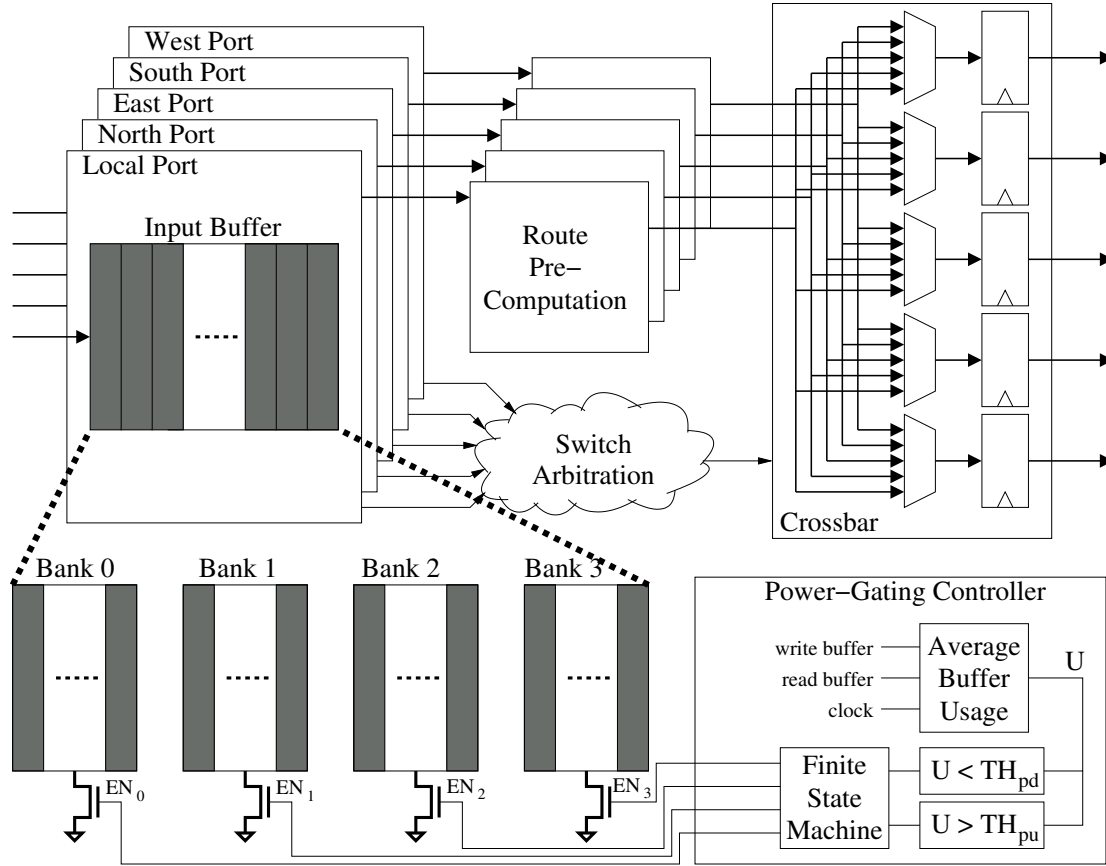 West Port
South Port
East Port
North Port
Local Port
Input Buffer
Route
Pre−
Computation
Switch
Arbitration
Crossbar
Bank 0
Bank 1
Bank 2
Bank 3
EN0
EN1
EN2
EN3
Power−Gating Controller
write buffer
read buffer
clock
Average
Buffer
Usage
U
Finite
State
Machine
U < THpd
U > THpu